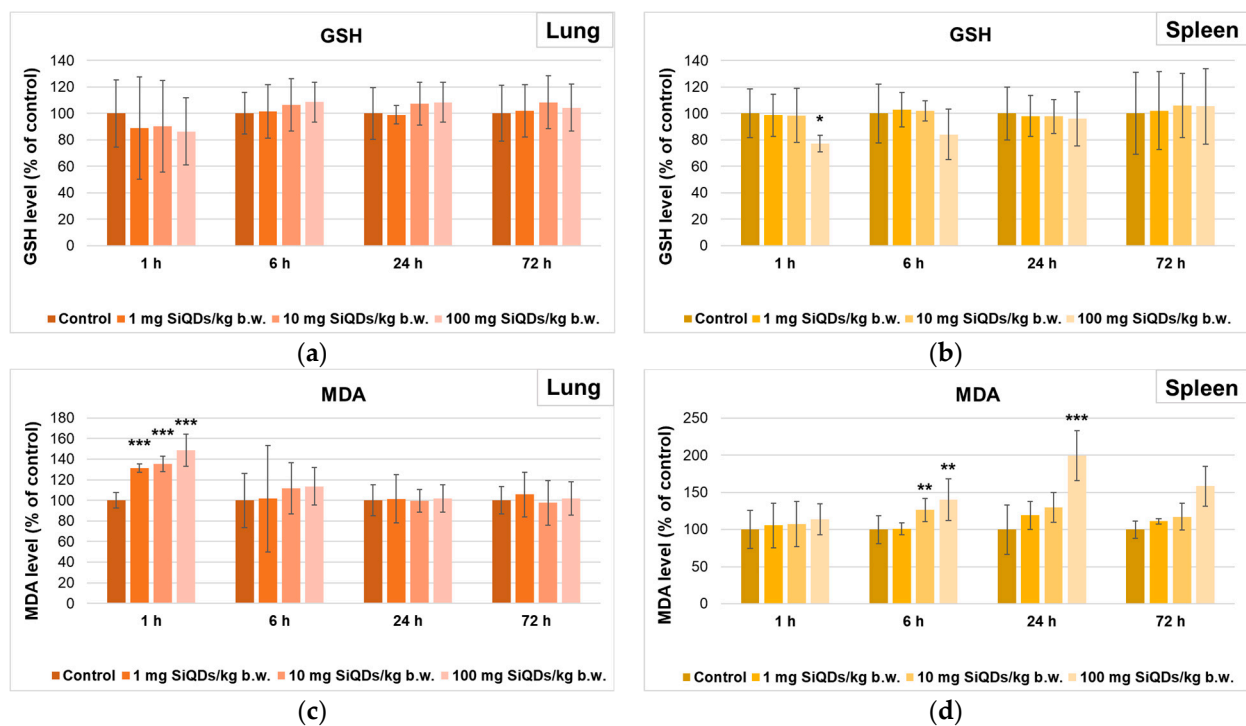 GSH
Lung
GSH level (% of control)
140
120
100
80
60
40
20
0
1 h 6 h 24 h 72 h
Control 1 mg SiQDs/kg b.w. 10 mg SiQDs/kg b.w. 100 mg SiQDs/kg b.w.
(a)
GSH
Spleen
GSH level (% of control)
140
120
100
80
60
40
20
0
*
1 h 6 h 24 h 72 h
Control 1 mg SiQDs/kg b.w. 10 mg SiQDs/kg b.w. 100 mg SiQDs/kg b.w.
(b)
MDA
Lung
MDA level (% of control)
180
160
140
120
100
80
60
40
20
0
*** *** ***
1 h 6 h 24 h 72 h
Control 1 mg SiQDs/kg b.w. 10 mg SiQDs/kg b.w. 100 mg SiQDs/kg b.w.
(c)
MDA
Spleen
MDA level (% of control)
250
200
150
100
50
0
** ** ***
1 h 6 h 24 h 72 h
Control 1 mg SiQDs/kg b.w. 10 mg SiQDs/kg b.w. 100 mg SiQDs/kg b.w.
(d)